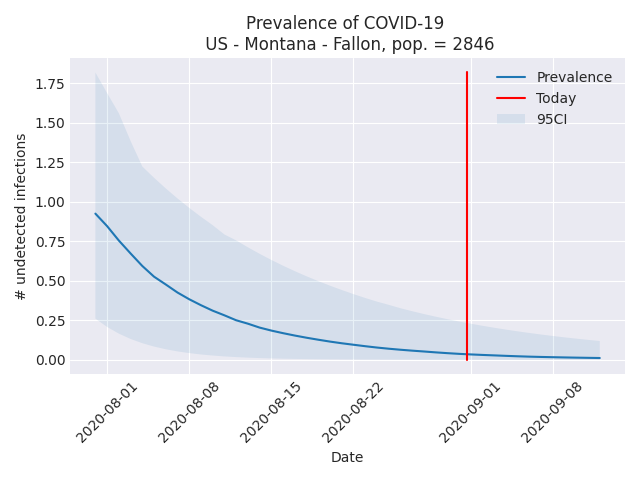 Prevalence of COVID-19
US - Montana - Fallon, pop. = 2846
Prevalence
Today
95CI
# undetected infections
1.75
1.50
1.25
1.00
0.75
0.50
0.25
0.00
2020-08-01
2020-08-08
2020-08-15
2020-08-22
2020-09-01
2020-09-08
Date